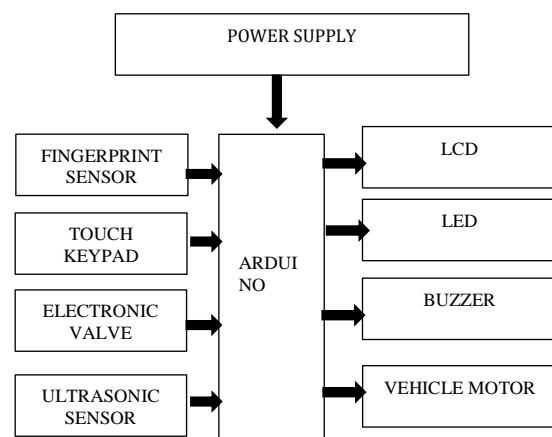 POWER SUPPLY
FINGERPRINT
SENSOR
TOUCH
KEYPAD
ELECTRONIC
VALVE
ULTRASONIC
SENSOR
ARDUI
NO
LCD
LED
BUZZER
VEHICLE MOTOR